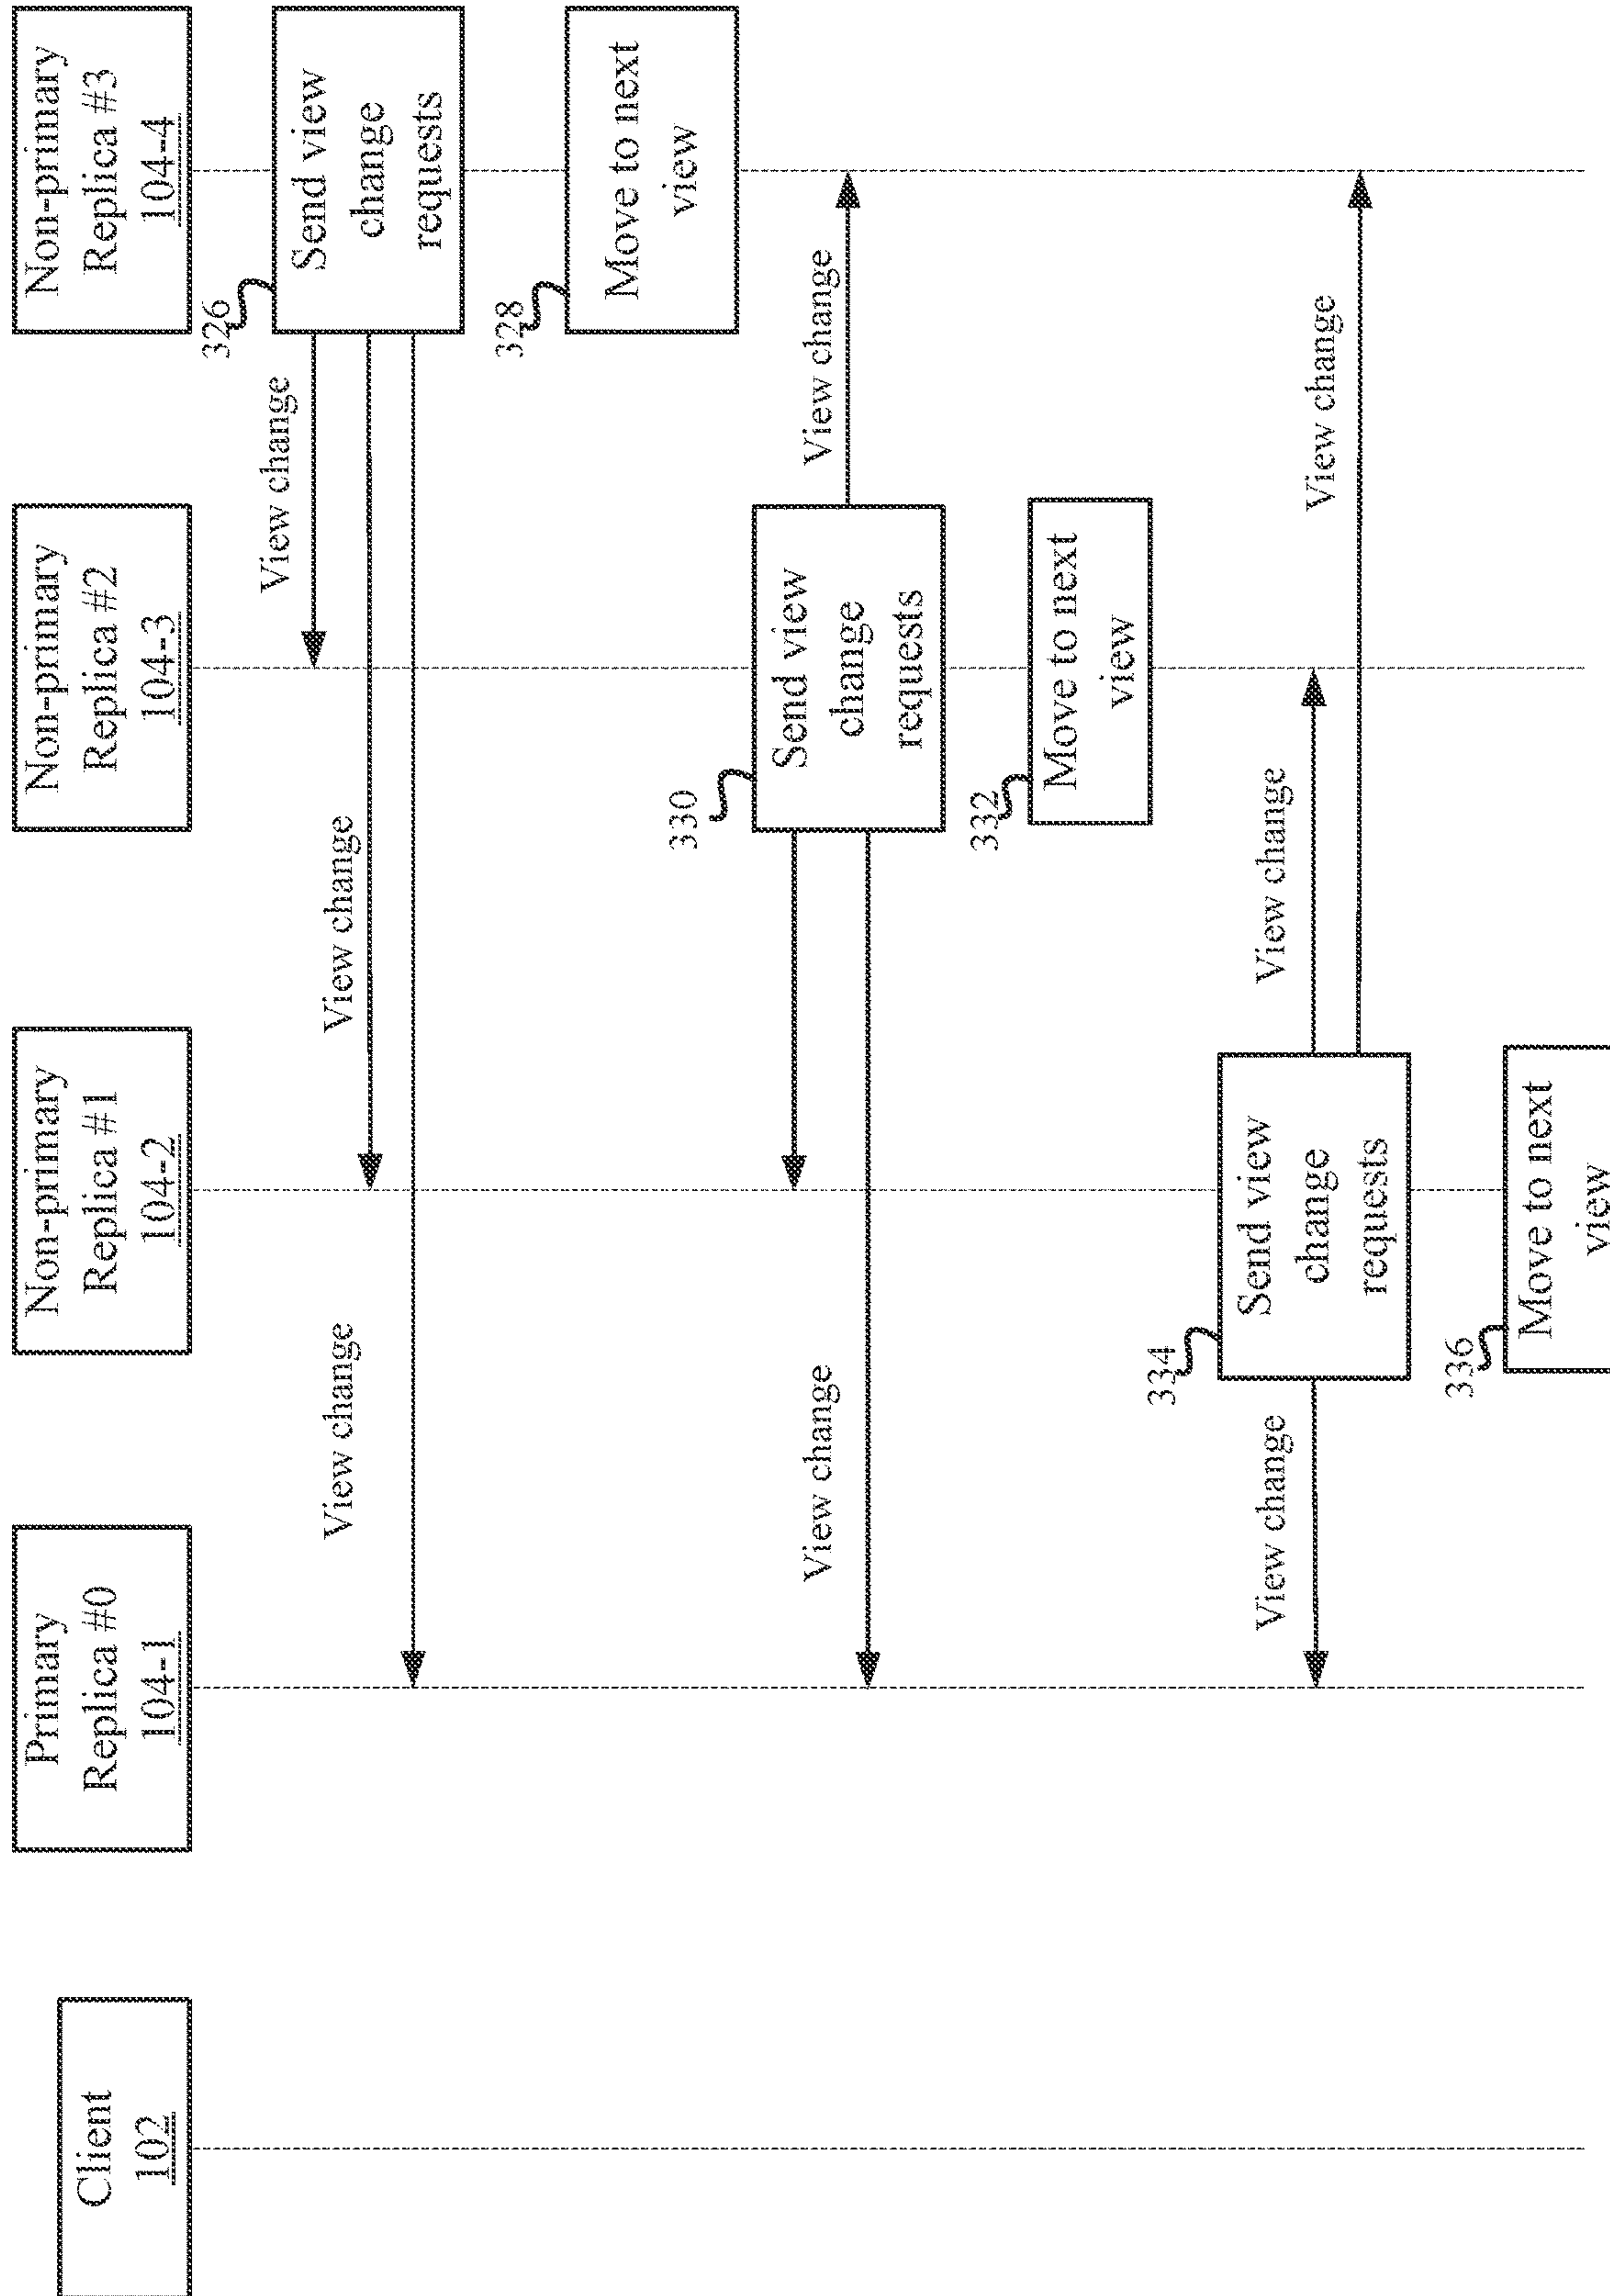 Client
102
Primary
Replica #0
104-1
Non-primary
Replica #1
104-2
Non-primary
Replica #2
104-3
Non-primary
Replica #3
104-4
326
Send view
change
requests
View change
View change
View change
328
Move to next
view
330
Send view
change
requests
View change
View change
332
Move to next
view
334
Send view
change
requests
View change
View change
View change
336
Move to next
view